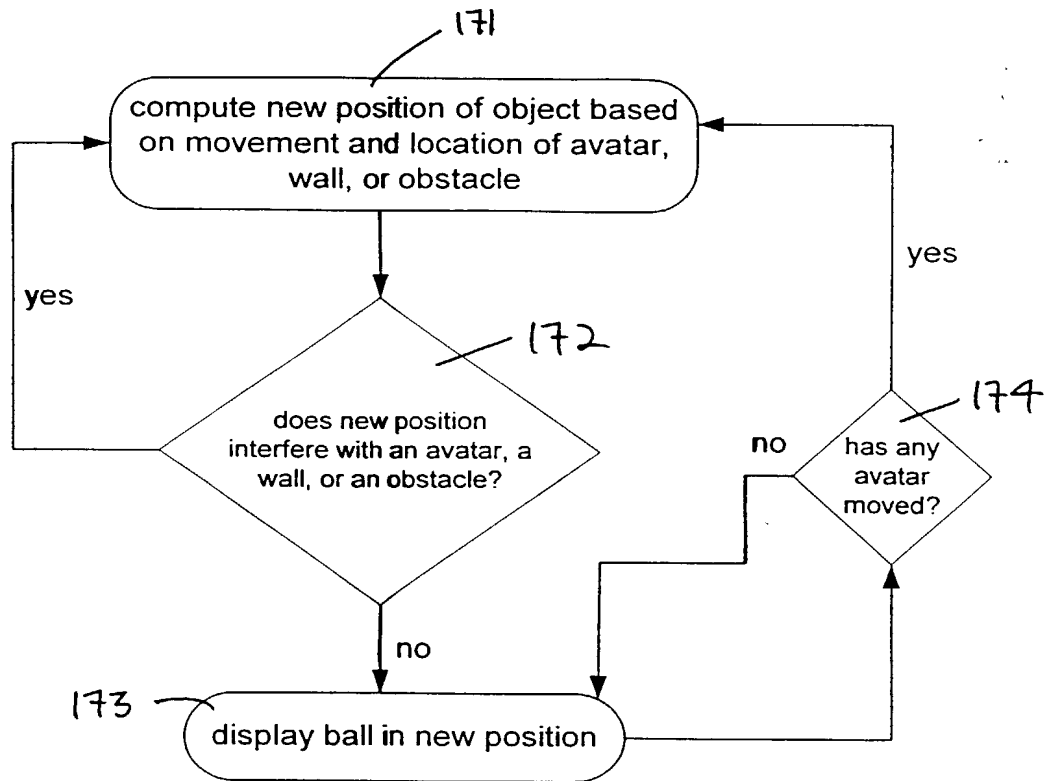 171
compute new position of object based
on movement and location of avatar,
wall, or obstacle
yes
yes
172
does new position
interfere with an avatar, a
wall, or an obstacle?
174
no
has any
avatar
moved?
no
173
display ball in new position